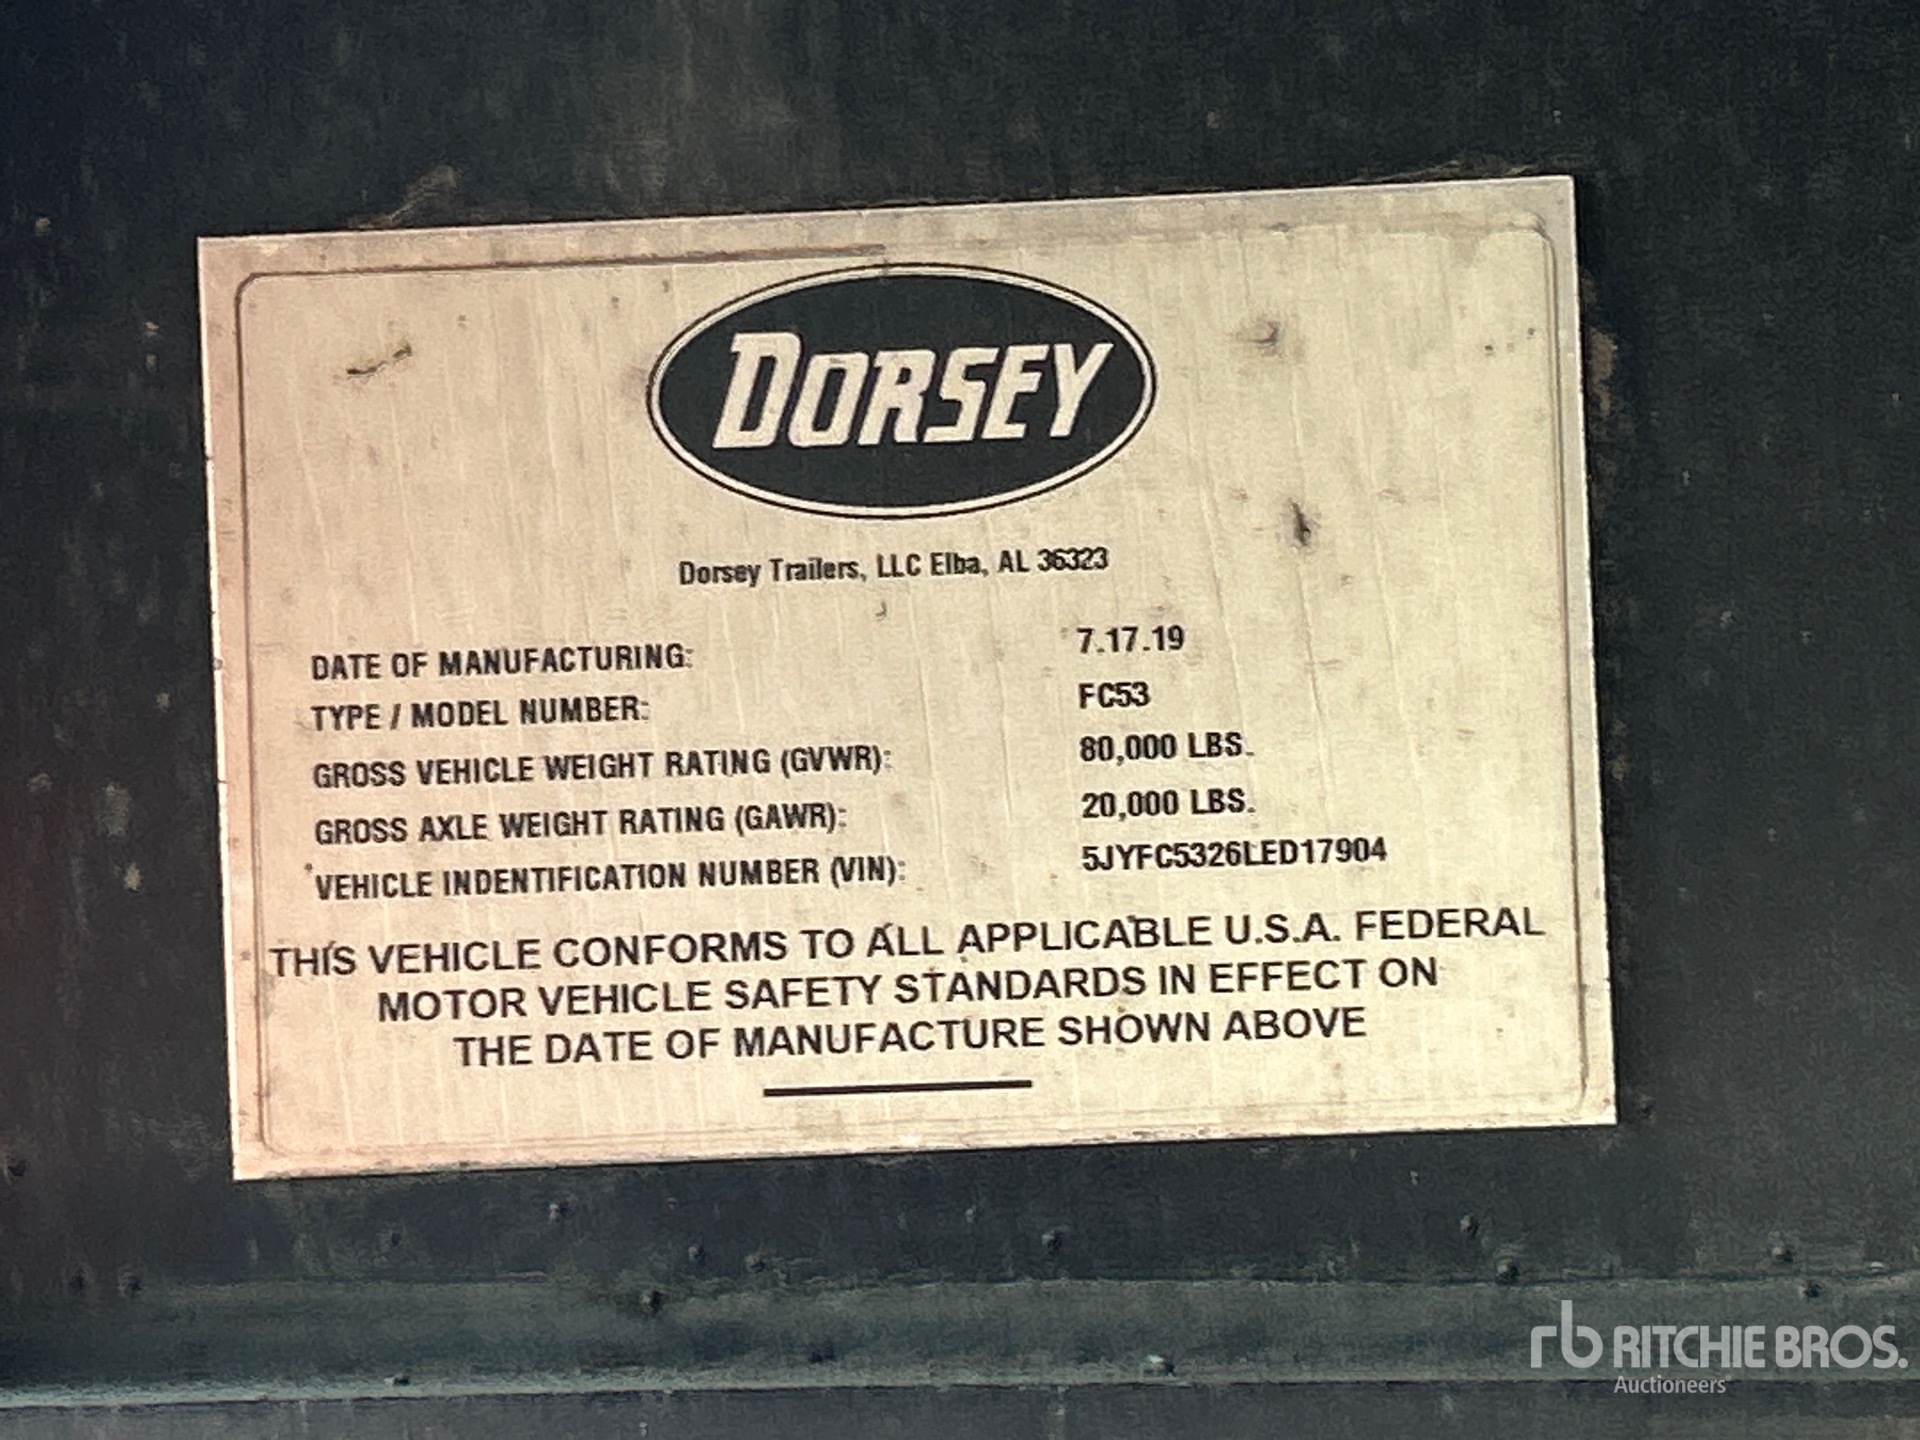 DORSEY
Dorsey Trailers, LLC Elba, AL 36323
DATE OF MANUFACTURING: 7.17.19
TYPE / MODEL NUMBER: FC53
GROSS VEHICLE WEIGHT RATING (GVWR): 80,000 LBS.
GROSS AXLE WEIGHT RATING (GAWR): 20,000 LBS.
VEHICLE INDENTIFICATION NUMBER (VIN): 5JYFC5326LED17904
THIS VEHICLE CONFORMS TO ALL APPLICABLE U.S.A. FEDERAL
MOTOR VEHICLE SAFETY STANDARDS IN EFFECT ON
THE DATE OF MANUFACTURE SHOWN ABOVE
rb RITCHIE BROS.
Auctioneers